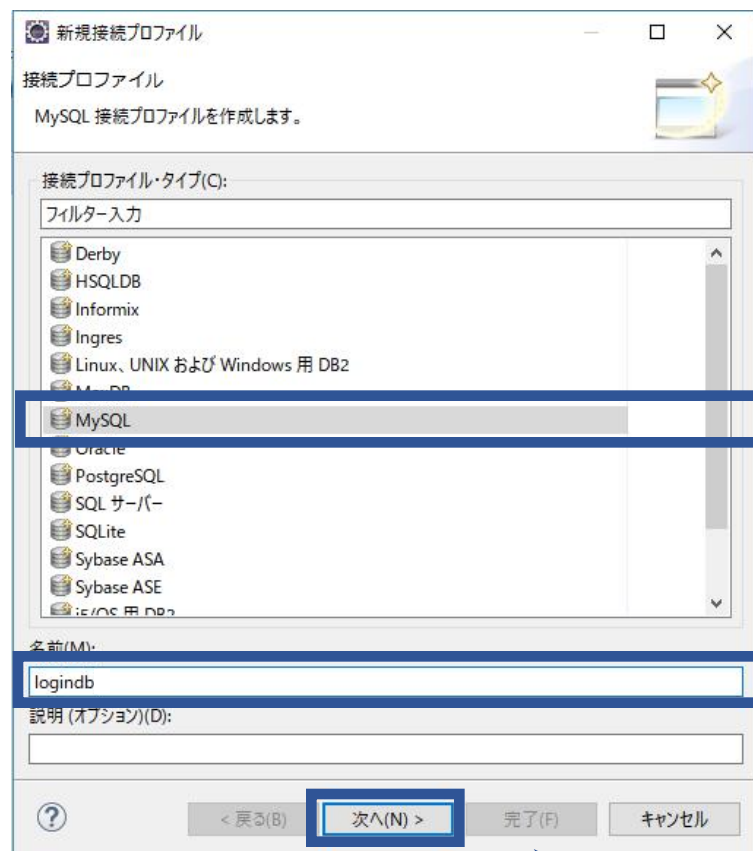 新規接続プロファイル
接続プロファイル
MySQL 接続プロファイルを作成します。
接続プロファイル・タイプ(C):
フィルター入力
Derby
HSQLDB
Informix
Ingres
Linux、UNIX および Windows 用 DB2
MySQL
Oracle
PostgreSQL
SQL サーバー
SQLite
Sybase ASA
Sybase ASE
i5/OS 用 DB2
名前(M):
logindb
説明 (オプション)(D):
< 戻る(B)
次へ(N) >
完了(F)
キャンセル